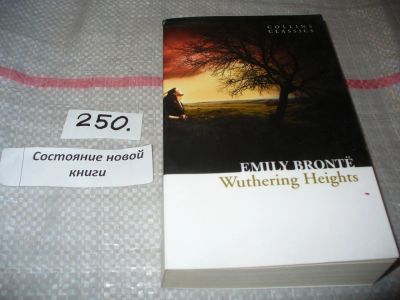 COLLINS
CLASSICS
250.
Состояние новой
книги
EMILY BRONTË
Wuthering Heights